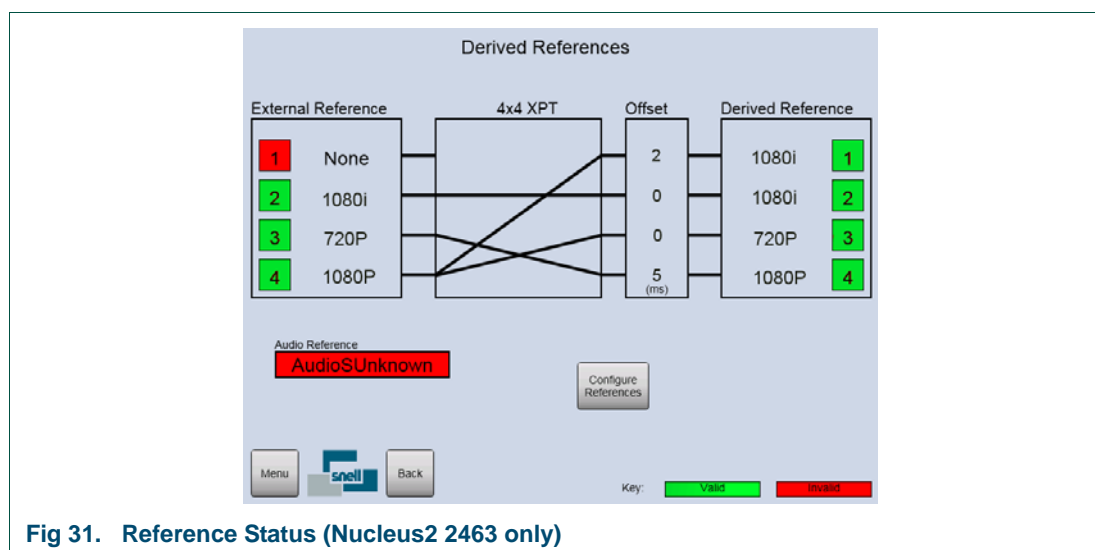 Derived References
External Reference 4x4 XPT Offset Derived Reference
1 None 2 1080i 1
2 1080i 0 1080i 2
3 720P 0 720P 3
4 1080P 5 1080P 4
(ms)
Audio Reference
AudioSUnknown
Configure
References
Menu snell Back
Key: Valid Invalid
Fig 31. Reference Status (Nucleus2 2463 only)